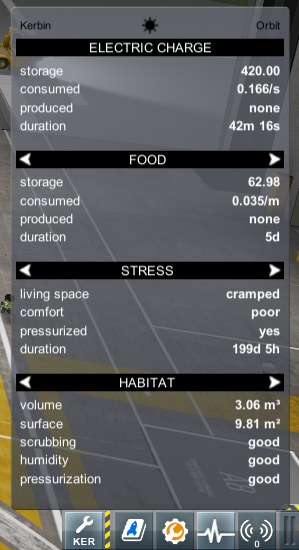 Kerbin Orbit
ELECTRIC CHARGE
storage 420.00
consumed 0.166/s
produced none
duration 42m 16s
FOOD
storage 62.98
consumed 0.035/m
produced none
duration 5d
STRESS
living space cramped
comfort poor
pressurized yes
duration 199d 5h
HABITAT
volume 3.06 m³
surface 9.81 m²
scrubbing good
humidity good
pressurization good
KER 0